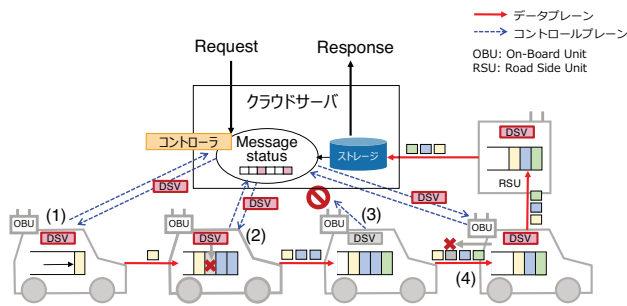 データプレーン
コントロールプレーン
OBU: On-Board Unit
RSU: Road Side Unit
Request
Response
クラウドサーバ
コントローラ
Message
status
ストレージ
DSV
RSU
DSV
DSV
DSV
(1)
(2)
(3)
(4)
OBU
DSV
OBU
DSV
OBU
DSV
OBU
DSV